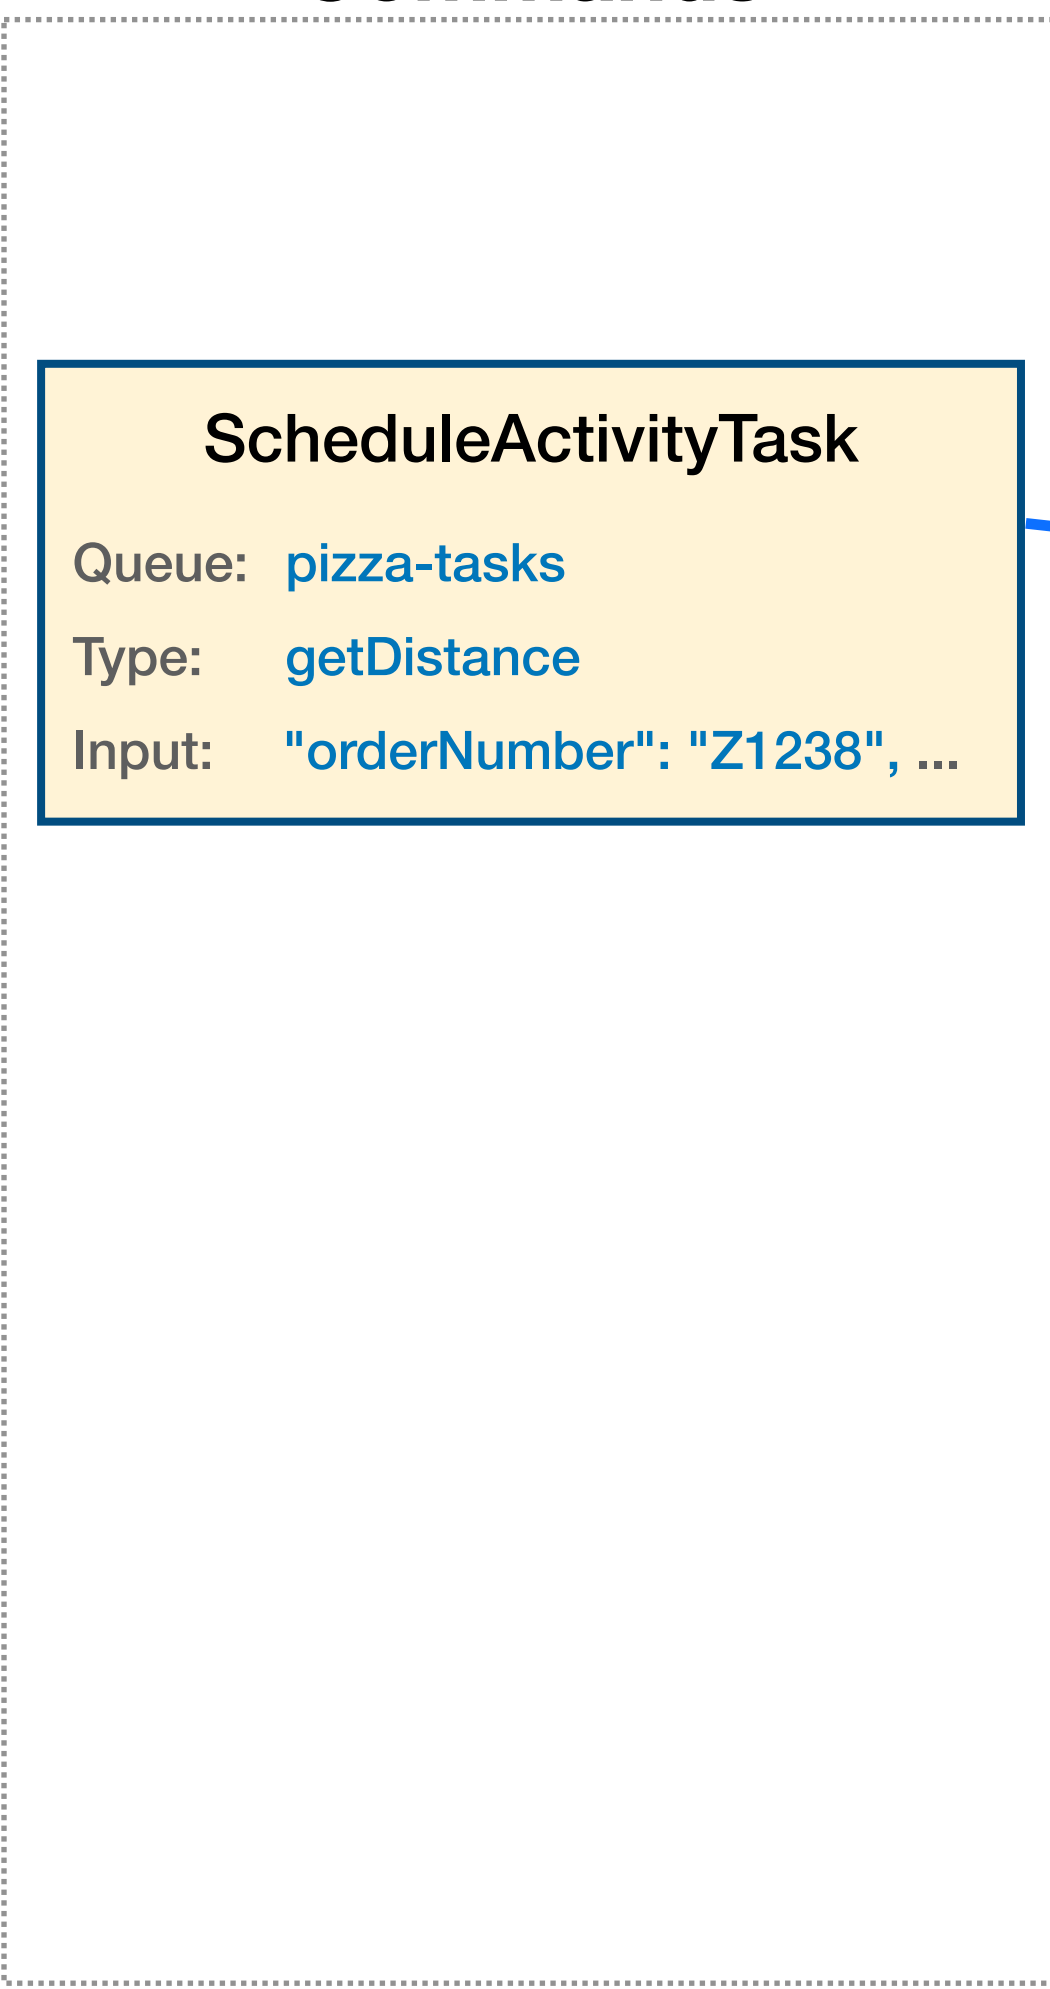 ScheduleActivityTask
Queue: pizza-tasks
Type: getDistance
Input: "orderNumber": "Z1238", ...